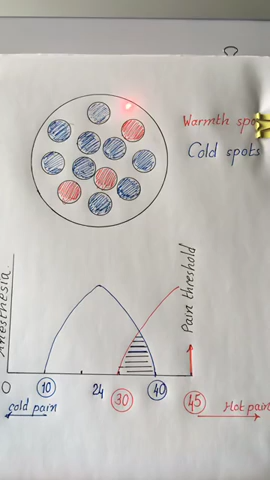 Warmth spo
Cold spots
Anesthesia
Pain threshold
0 10 24 30 40 45
cold pain
Hot pain